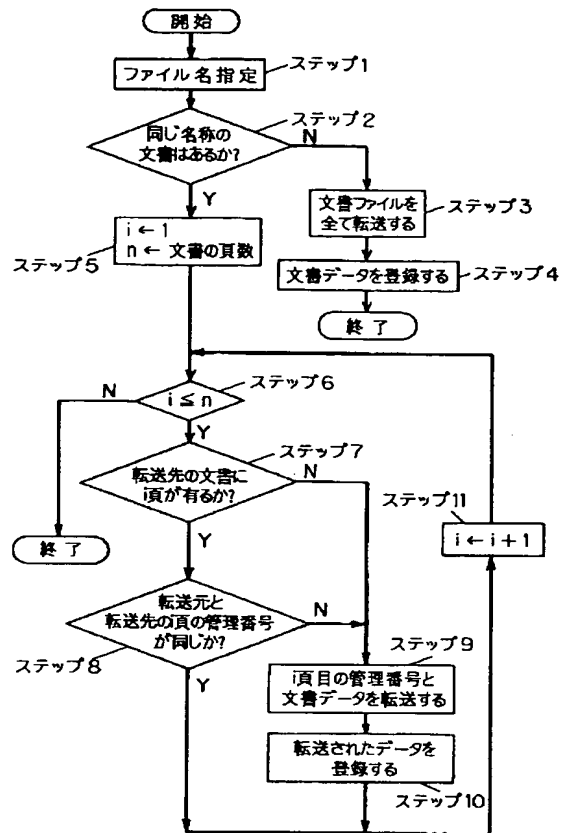 開始
ファイル名指定
ステップ1
同じ名称の
文書はあるか?
ステップ2
N
Y
文書ファイルを
全て転送する
ステップ3
i ← 1
n ← 文書の頁数
ステップ5
文書データを登録する
ステップ4
終了
i ≦ n
ステップ6
N
Y
転送先の文書に
i頁が有るか?
ステップ7
N
Y
終了
ステップ11
i ← i + 1
転送元と
転送先のi頁の管理番号
が同じか?
N
ステップ8
Y
ステップ9
i頁目の管理番号と
文書データを転送する
転送されたデータを
登録する
ステップ10